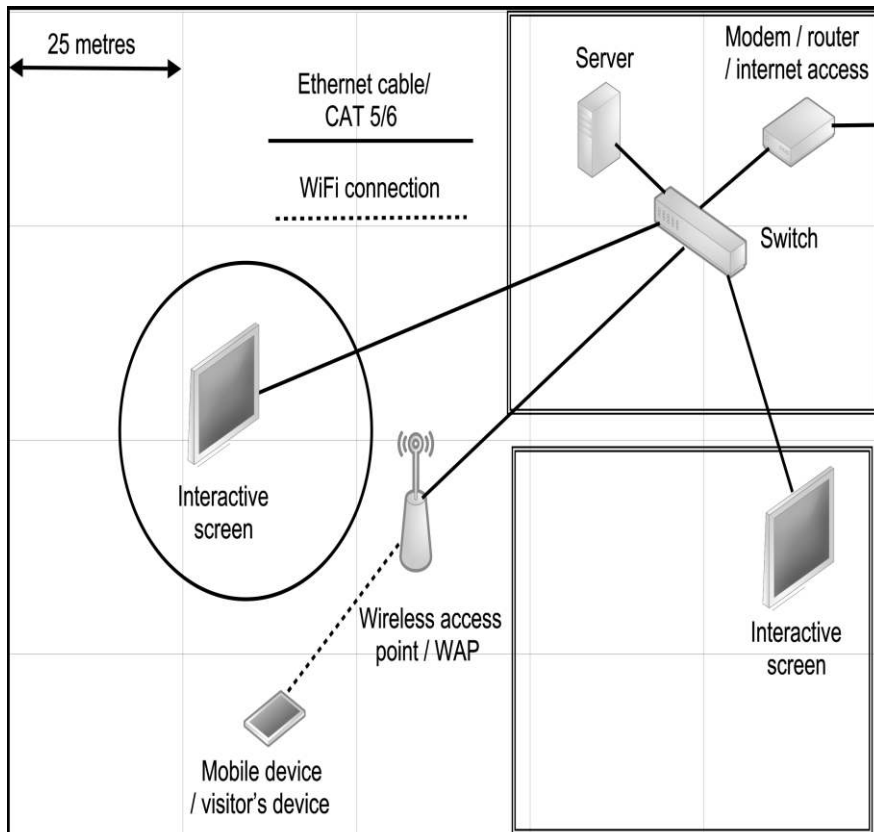 25 metres
Ethernet cable/
CAT 5/6
WiFi connection
Server
Modem / router
/ internet access
Switch
Interactive
screen
Wireless access
point / WAP
Interactive
screen
Mobile device
/ visitor's device